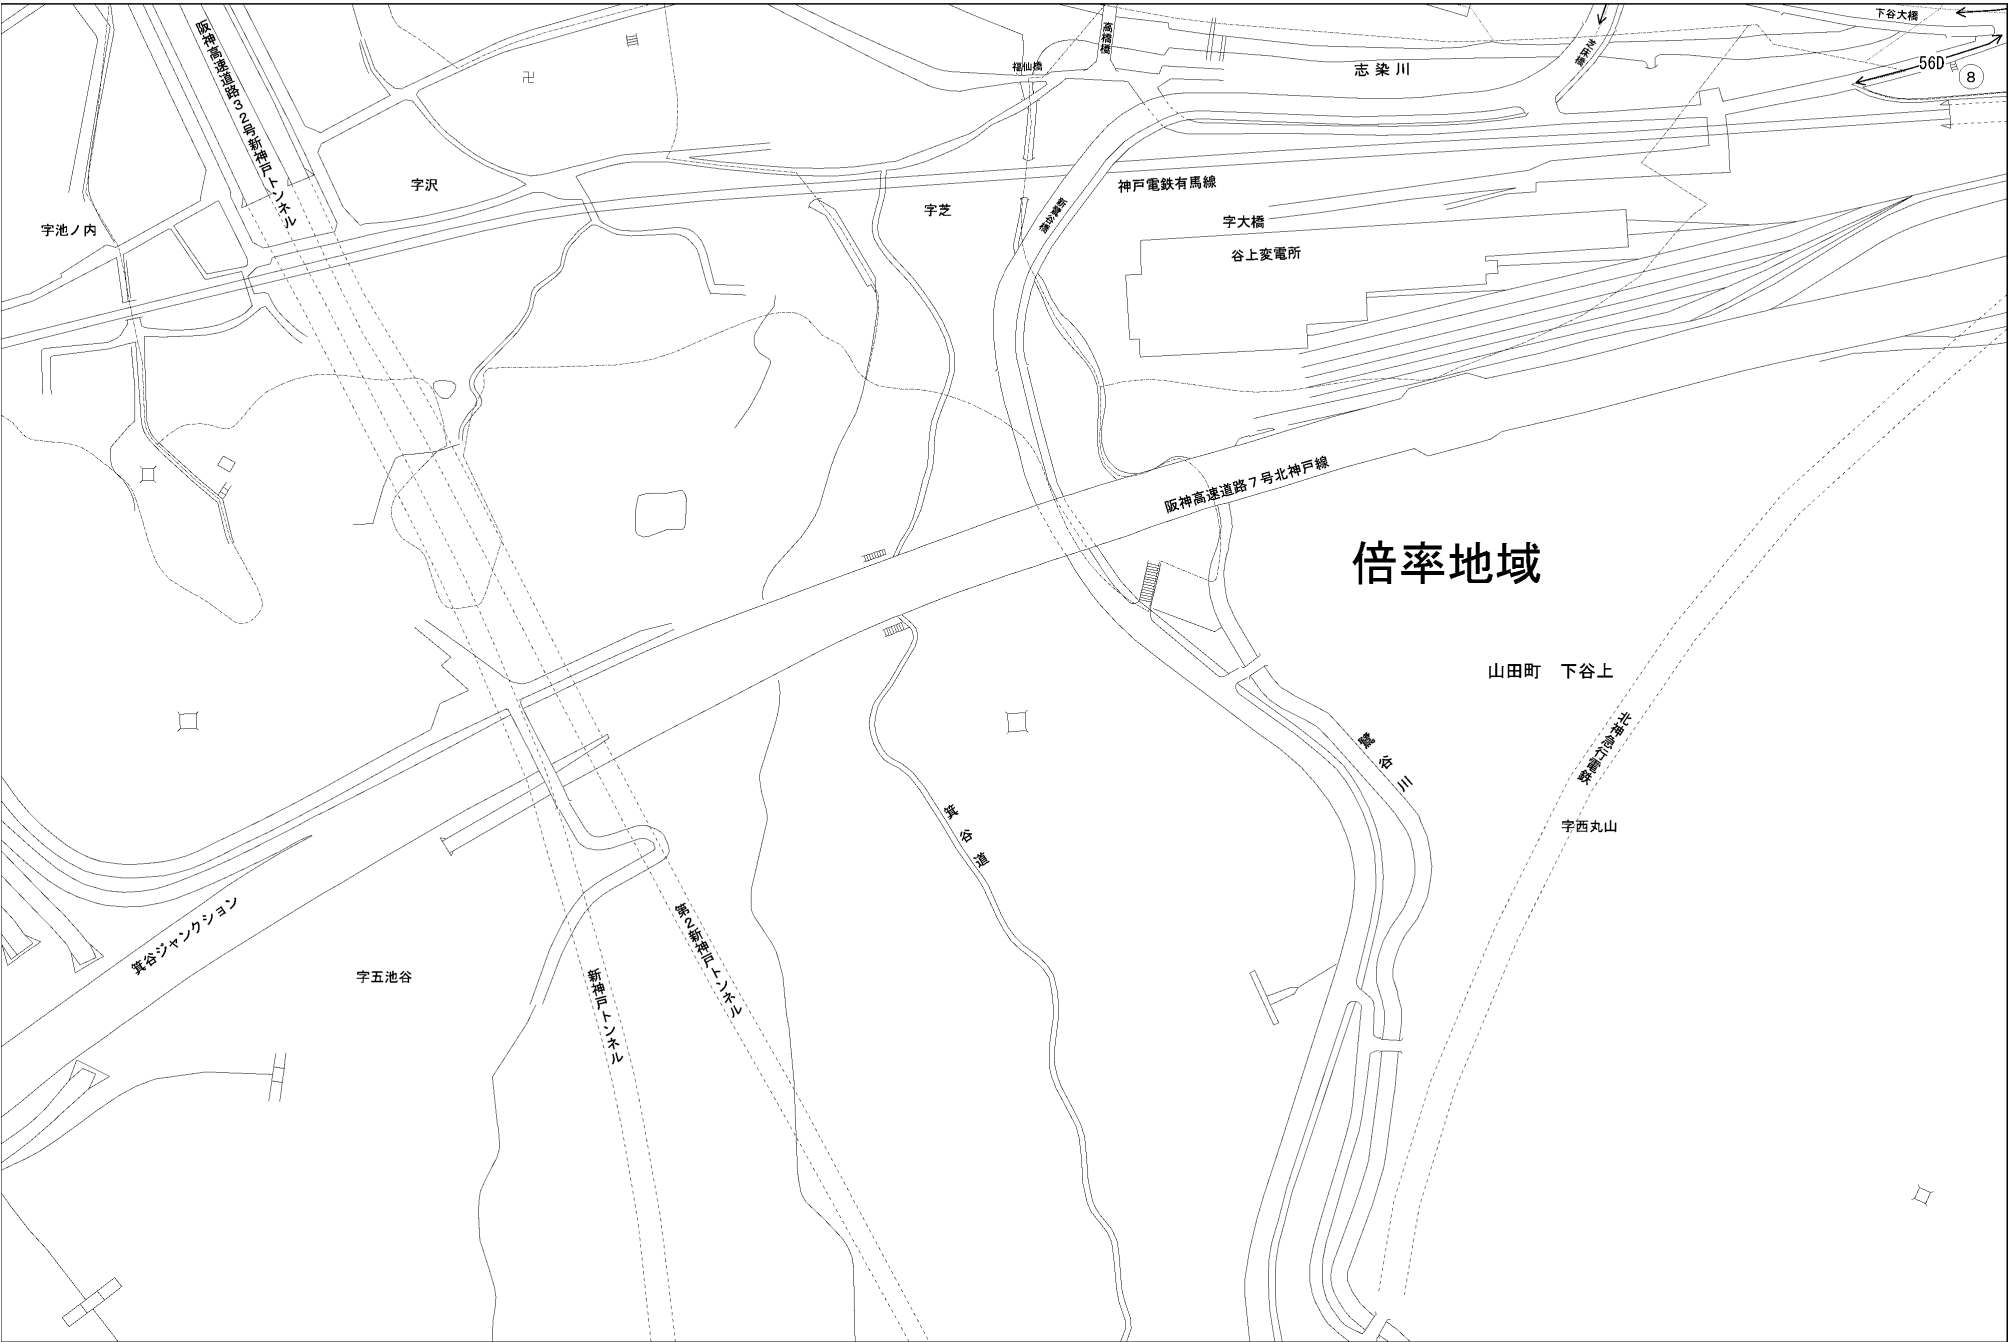 下谷大橋
高橋橋
阪神高速道路32号新神戸トンネル
福仙橋
志染川
56D
8
字沢
神戸電鉄有馬線
字芝
字池ノ内
字大橋
谷上変電所
阪神高速道路7号北神戸線
倍率地域
山田町　下谷上
北神急行電鉄
鷲谷川
箕谷道
字西丸山
箕谷ジャンクション
第2新神戸トンネル
字五池谷
新神戸トンネル